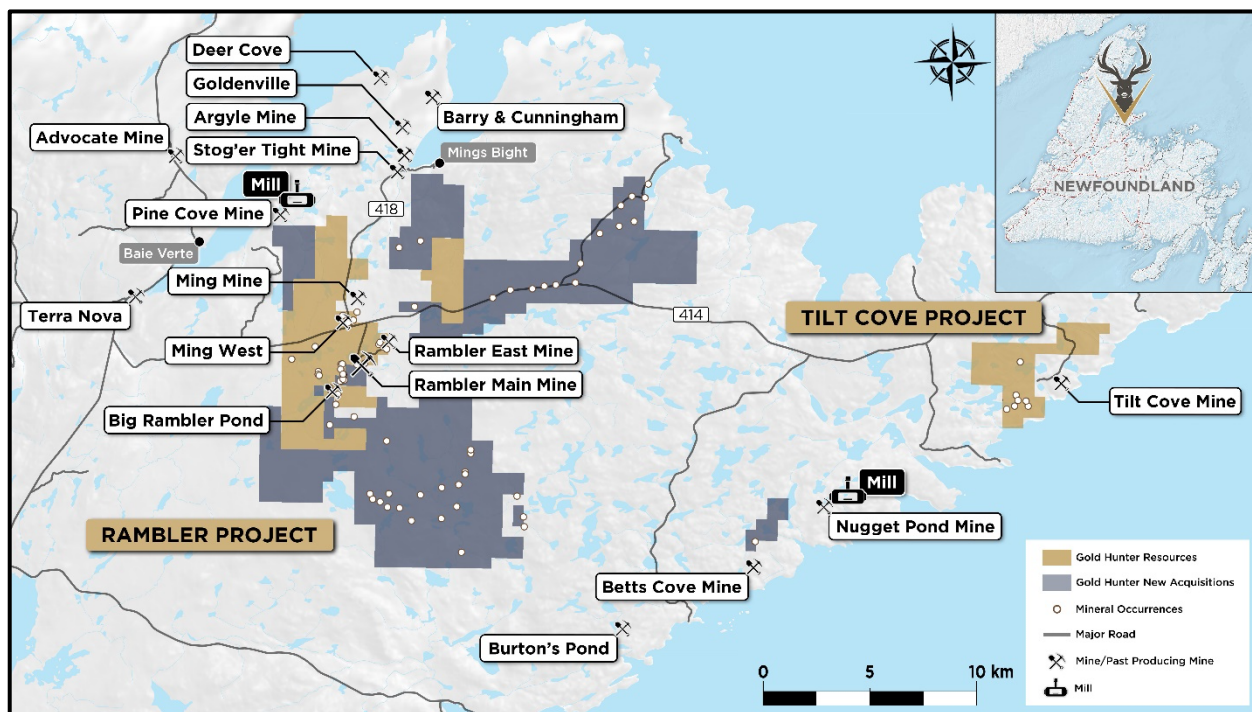 Deer Cove
Goldenville
Argyle Mine
Barry & Cunningham
Advocate Mine
Stog'er Tight Mine
Mings Bight
NEWFOUNDLAND
Mill
Pine Cove Mine
418
Baie Verte
Ming Mine
Terra Nova
414
TILT COVE PROJECT
Ming West
Rambler East Mine
Rambler Main Mine
Tilt Cove Mine
Big Rambler Pond
Mill
RAMBLER PROJECT
Nugget Pond Mine
Betts Cove Mine
Burton's Pond
Gold Hunter Resources
Gold Hunter New Acquisitions
Mineral Occurrences
Major Road
Mine/Past Producing Mine
Mill
0 5 10 km